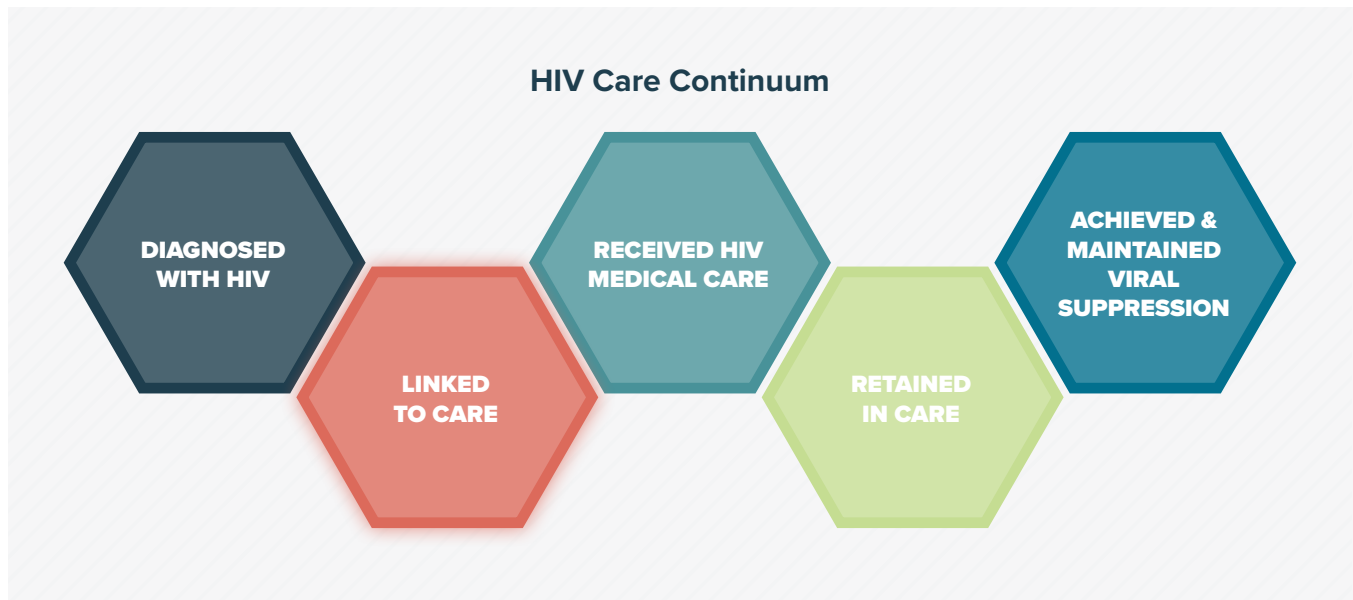 HIV Care Continuum
DIAGNOSED
WITH HIV
LINKED
TO CARE
RECEIVED HIV
MEDICAL CARE
RETAINED
IN CARE
ACHIEVED &
MAINTAINED
VIRAL
SUPPRESSION